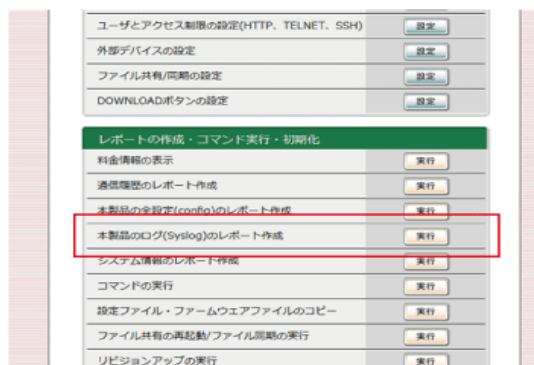 ユーザとアクセス制限の設定(HTTP、TELNET、SSH) 設定
外部デバイスの設定 設定
ファイル共有/同期の設定 設定
DOWNLOADボタンの設定 設定
レポートの作成・コマンド実行・初期化
料金情報の表示 実行
通信履歴のレポート作成 実行
本製品の全設定(config)のレポート作成 実行
本製品のログ(Syslog)のレポート作成 実行
システム情報のレポート作成 実行
コマンドの実行 実行
設定ファイル・ファームウェアファイルのコピー 実行
ファイル共有の再起動/ファイル同期の実行 実行
リビジョンアップの実行 実行